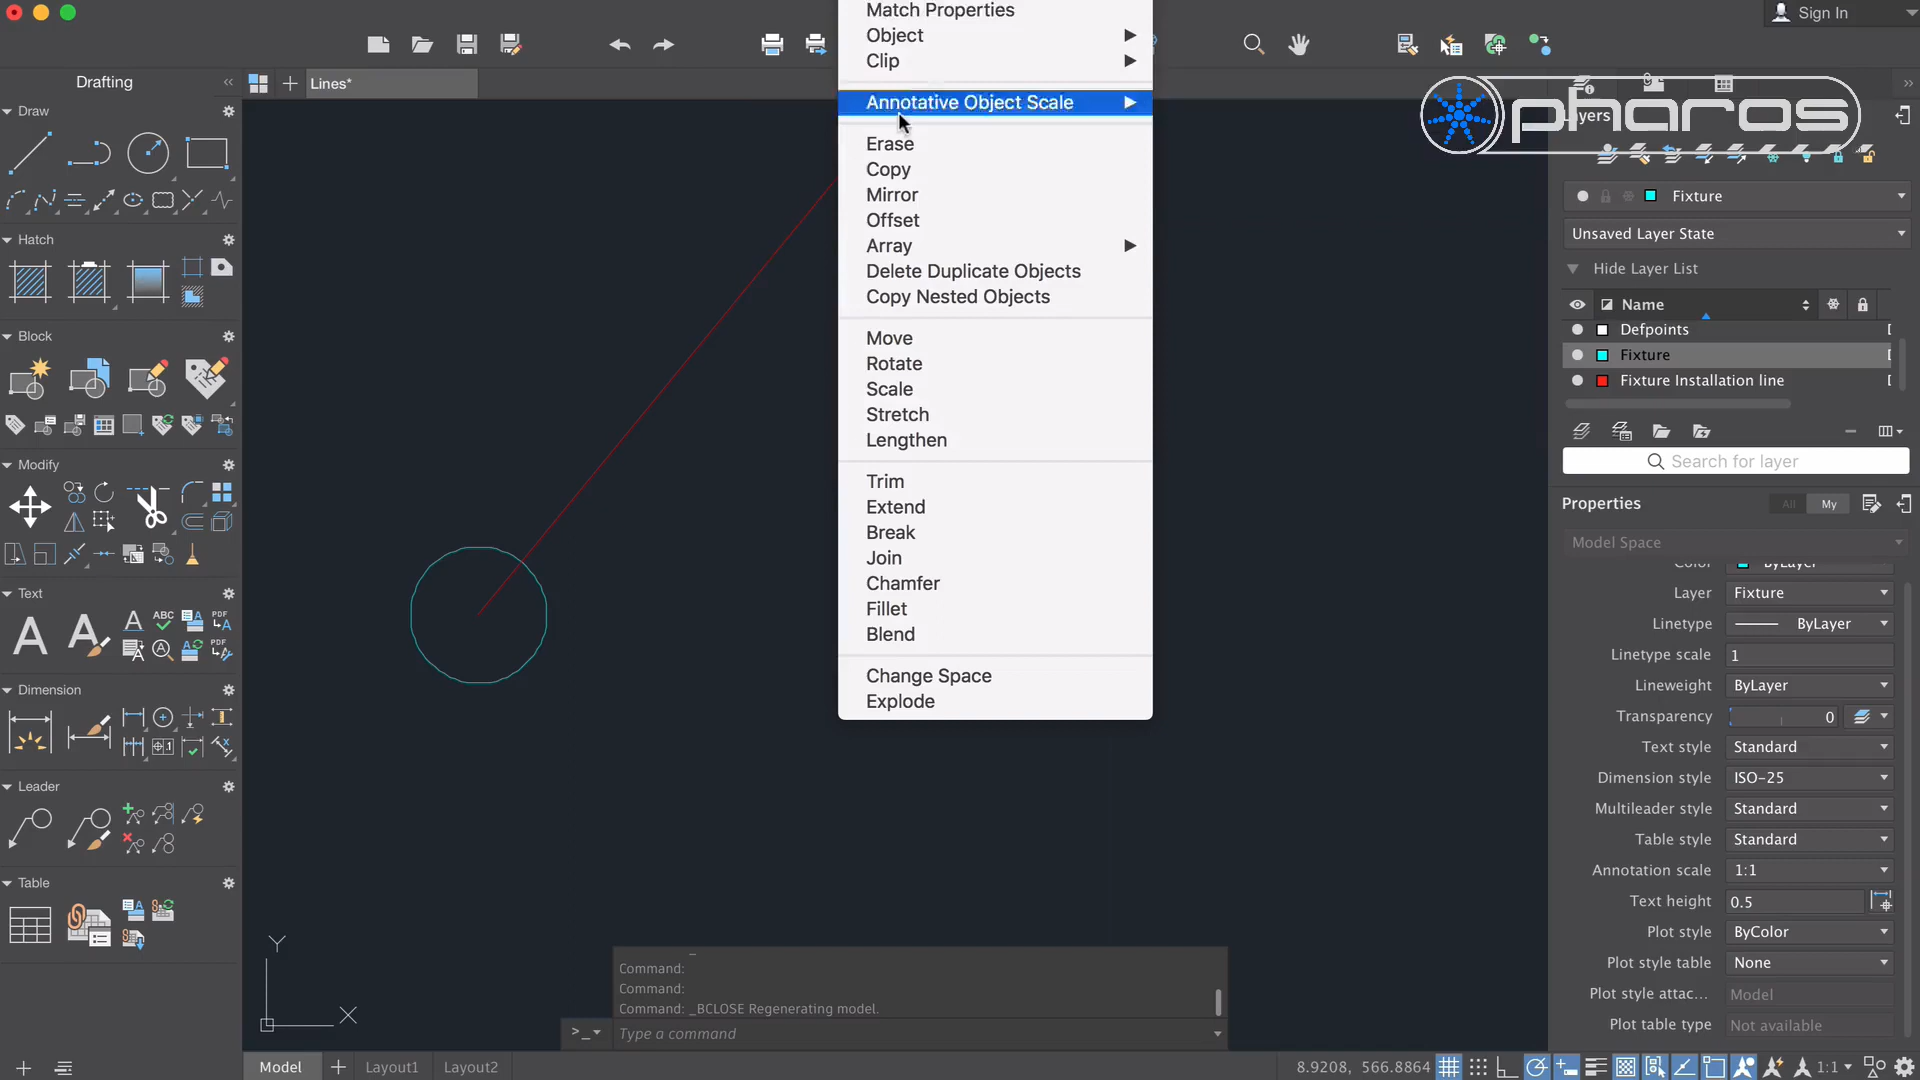 Match Properties
Sign In
Object
Clip
Drafting
Lines*
Annotative Object Scale
pharos
Layers
Draw
Erase
Copy
Mirror
Fixture
Offset
Unsaved Layer State
Hatch
Array
Delete Duplicate Objects
Hide Layer List
Copy Nested Objects
Name
Defpoints
Block
Move
Fixture
Rotate
Fixture Installation line
Scale
Stretch
Lengthen
Search for layer
Modify
Trim
Properties
All
My
Extend
Break
Model Space
Join
Color ByLayer
Chamfer
Layer Fixture
Text
Fillet
Linetype ByLayer
Blend
Linetype scale 1
Change Space
Lineweight ByLayer
Dimension
Explode
Transparency 0
Text style Standard
Dimension style ISO-25
Leader
Multileader style Standard
Table style Standard
Annotation scale 1:1
Table
Text height 0.5
Plot style ByColor
Y
Plot style table None
Command:
Command:
Plot style attac... Model
Command: _BCLOSE Regenerating model.
X
Plot table type Not available
>_ Type a command
Model
Layout1
Layout2
8.9208, 566.8864
1:1